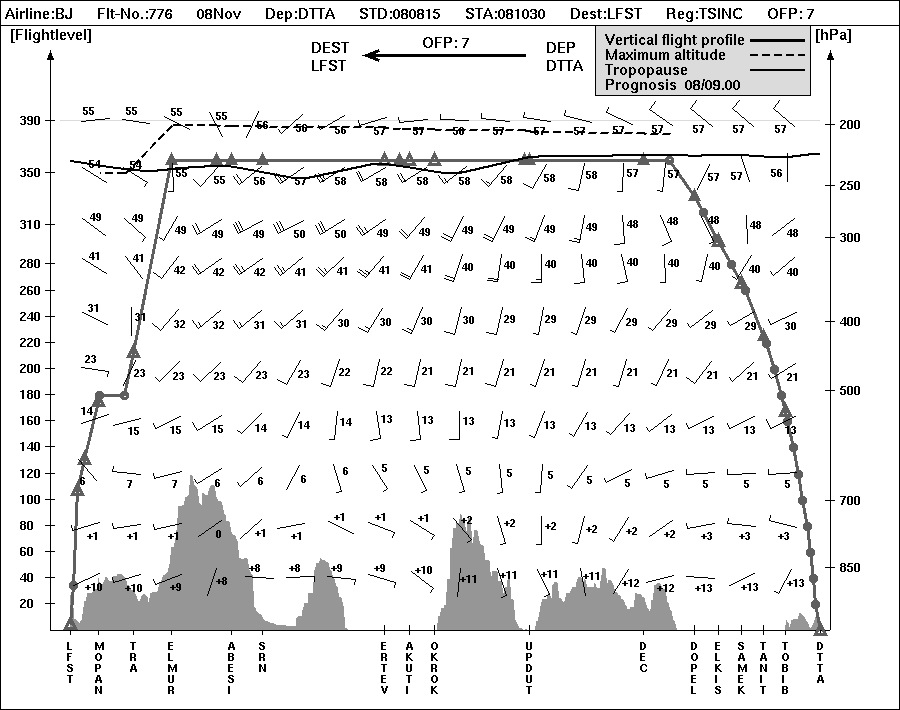 Airline:BJ Flt-No.:776 08Nov Dep:DTTA STD:080815 STA:081030 Dest:LFST Reg:TSINC OFP: 7
[Flightlevel] [hPa]
DEST OFP: 7 DEP
LFST DTTA
Vertical flight profile
Maximum altitude
Tropopause
Prognosis 08/09.00
390 55 55 55 56 56 56 57 57 56 57 57 57 57 57 57 57 200
350 54 54 55 55 56 57 58 58 58 58 58 58 57 57 57 57 56 250
310 49 49 49 49 49 50 50 49 49 49 49 49 48 48 48 48 48 300
280 41 41 42 42 42 41 41 42 41 40 40 40 40 40 40 40 40
260
240 31 31 32 32 31 31 30 30 30 30 29 29 29 29 29 29 30 400
220
200 23 23 23 23 23 23 22 22 21 21 21 21 21 21 21 21 21
180 500
160 14 15 15 15 14 14 14 13 13 13 13 13 13 13 13 13 13
140
120 6 7 7 6 6 6 6 5 5 5 5 5 5 5 5 5 5
100 700
80 +1 +1 +1 0 +1 +1 +1 +1 +1 +2 +2 +2 +2 +2 +3 +3 +3
60 850
40 +10 +10 +9 +8 +8 +8 +9 +9 +10 +11 +11 +11 +11 +12 +12 +13 +13 +13
20
LFST MOPAN TRA ELMUR ABESI SRN ERTEV AKUTI OKROK UPDUT DEC DOPEL ELKIS SAMEK TANIT TOBIB DTTA